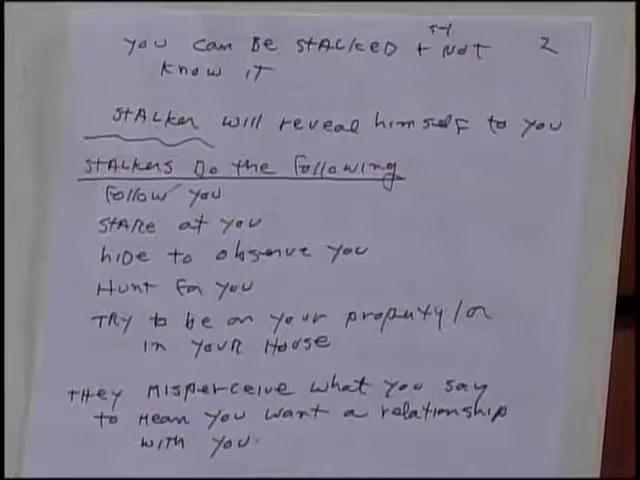 5-1
you can be stalked + not 2
know it
stalker will reveal himself to you
stalkers do the following
follow you
stare at you
hide to observe you
Hunt for you
TRY to be on your property/or
in your House
THey misperceive what you say
to mean you want a relationship
with you.